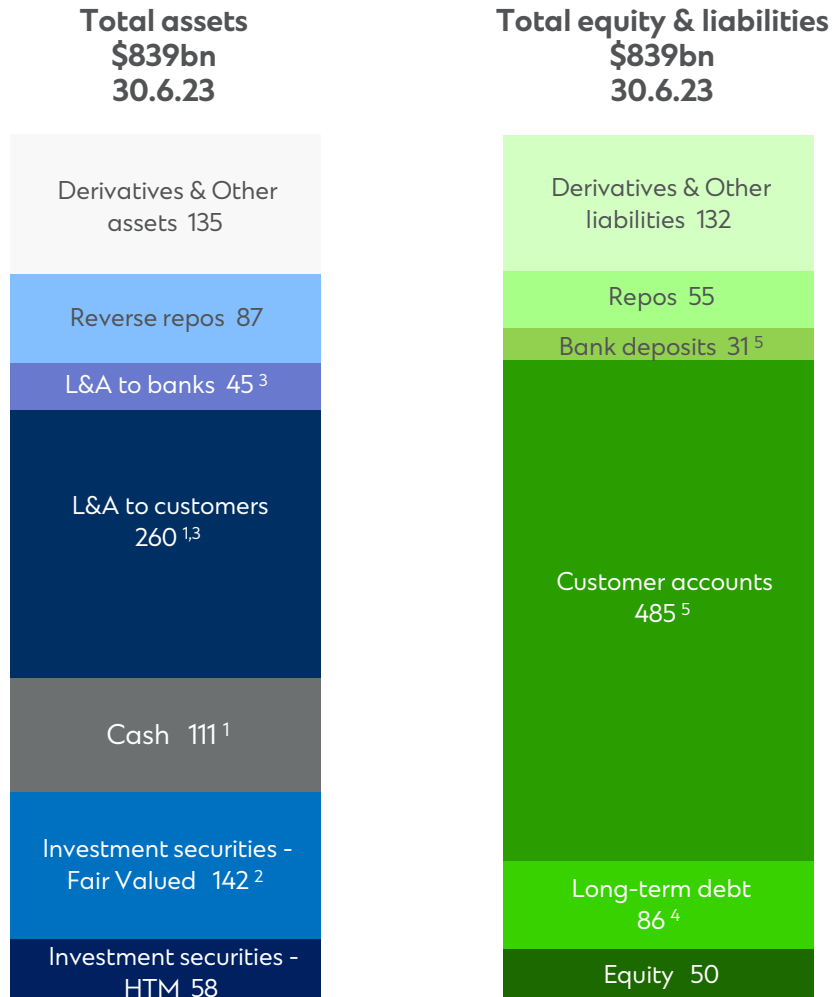 Total assets
$839bn
30.6.23
Derivatives & Other
assets 135
Reverse repos 87
L&A to banks 45 3
L&A to customers
260 1,3
Cash 111 1
Investment securities -
Fair Valued 142 2
Investment securities -
HTM 58
Total equity & liabilities
$839bn
30.6.23
Derivatives & Other
liabilities 132
Repos 55
Bank deposits 31 5
Customer accounts
485 5
Long-term debt
86 4
Equity 50